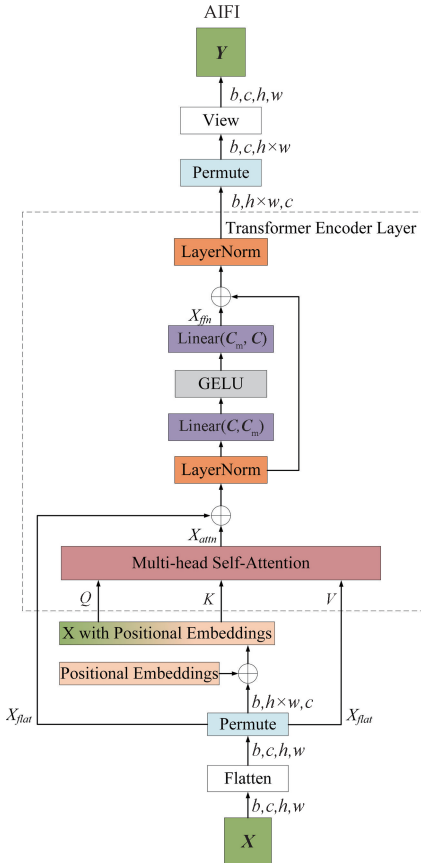 AIFI
Y
b,c,h,w
View
b,c,h×w
Permute
b,h×w,c
Transformer Encoder Layer
LayerNorm
X_ffn
Linear(C_m, C)
GELU
Linear(C,C_m)
LayerNorm
X_attn
Multi-head Self-Attention
Q K V
X with Positional Embeddings
Positional Embeddings
b,h×w,c
X_flat Permute X_flat
b,c,h,w
Flatten
b,c,h,w
X